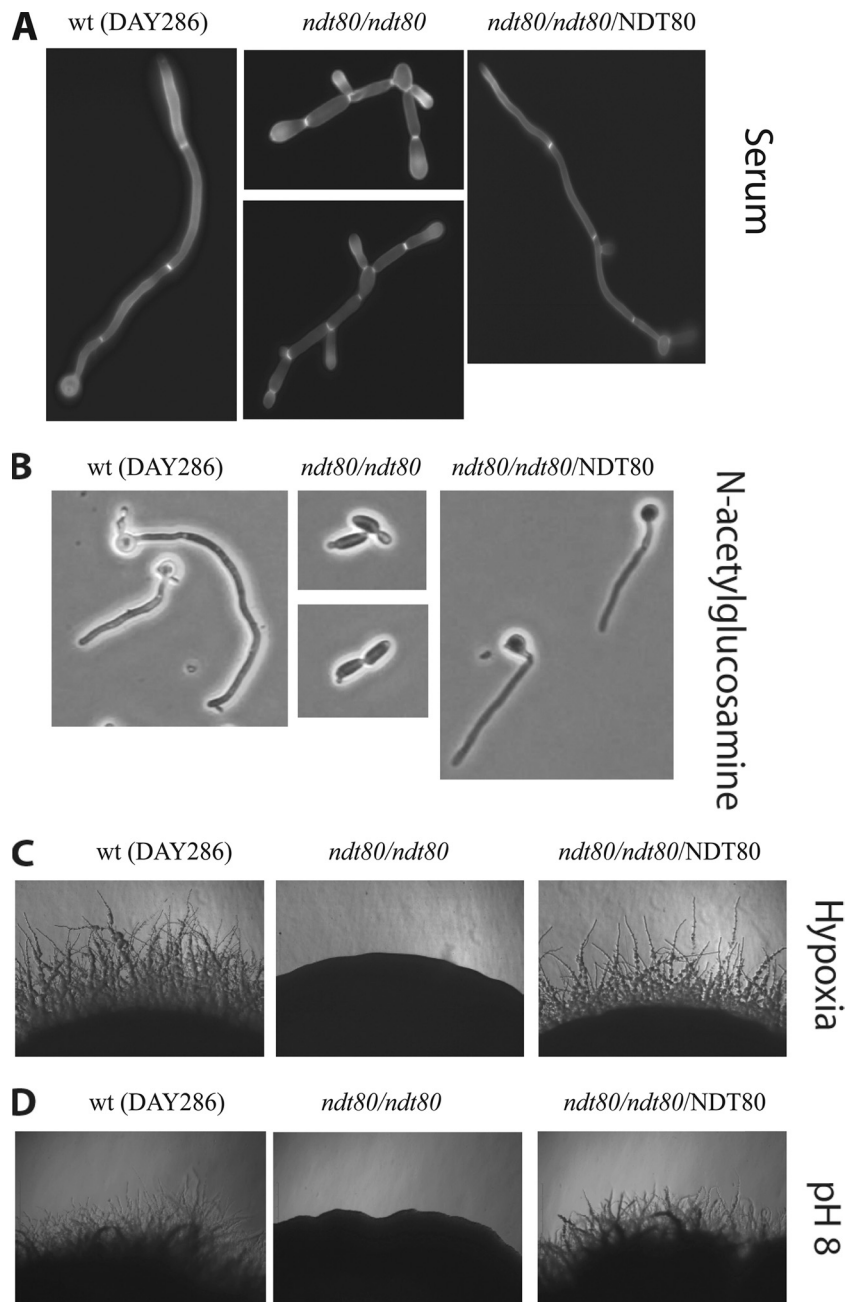 A
wt (DAY286)
ndt80/ndt80
ndt80/ndt80/NDT80
Serum
B
wt (DAY286)
ndt80/ndt80
ndt80/ndt80/NDT80
N-acetylglucosamine
C
wt (DAY286)
ndt80/ndt80
ndt80/ndt80/NDT80
Hypoxia
D
wt (DAY286)
ndt80/ndt80
ndt80/ndt80/NDT80
pH 8